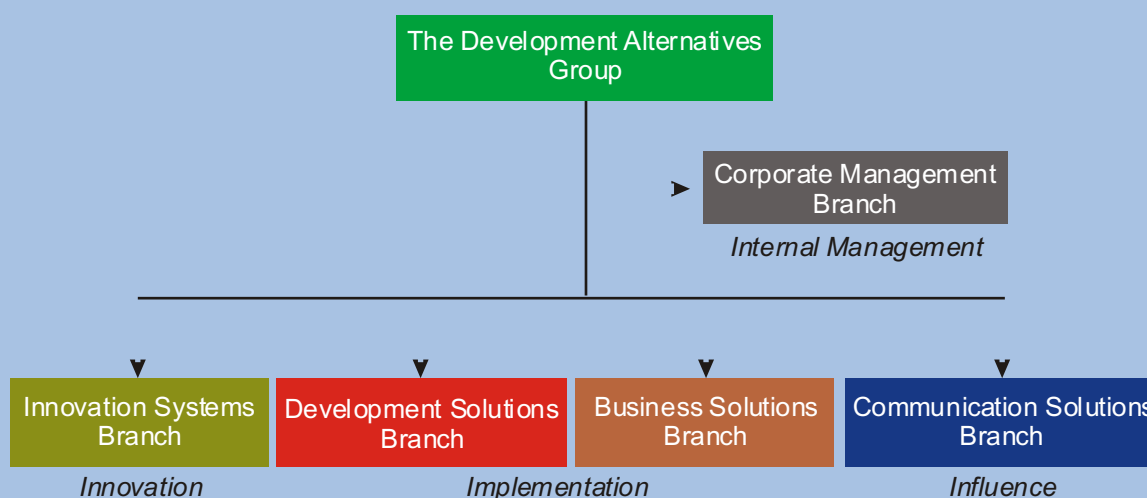 The Development Alternatives
Group
Corporate Management
Branch
Internal Management
Innovation Systems
Branch
Development Solutions
Branch
Business Solutions
Branch
Communication Solutions
Branch
Innovation
Implementation
Influence